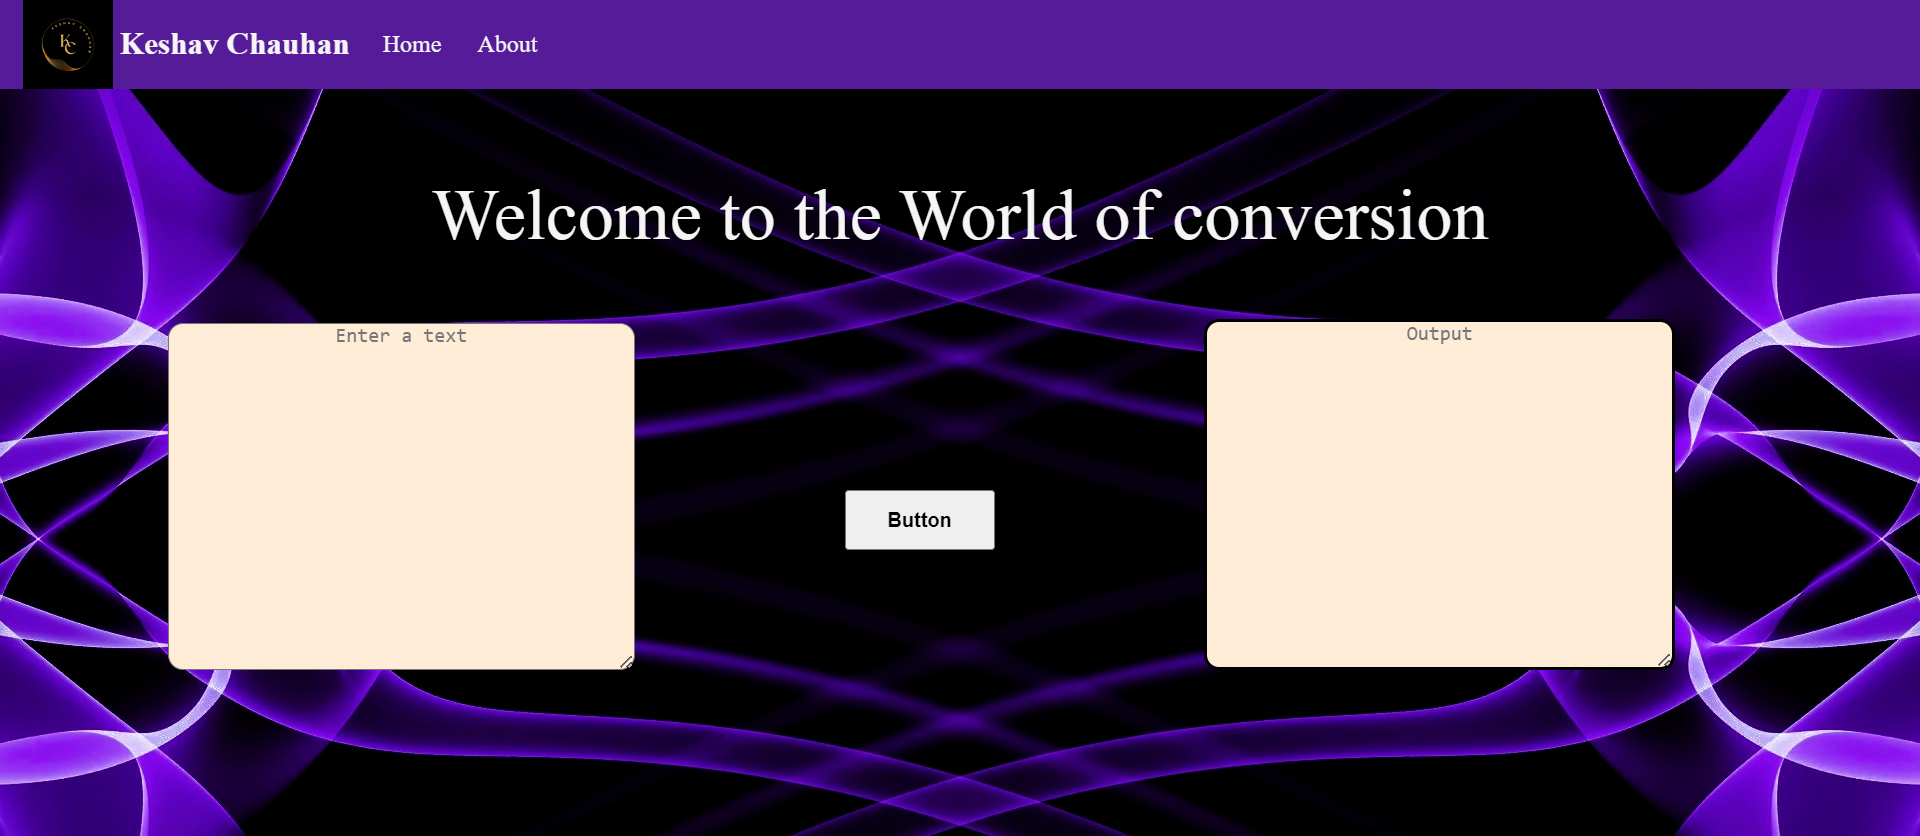 KC
Keshav Chauhan
Home
About
Welcome to the World of conversion
Enter a text
Output
Button